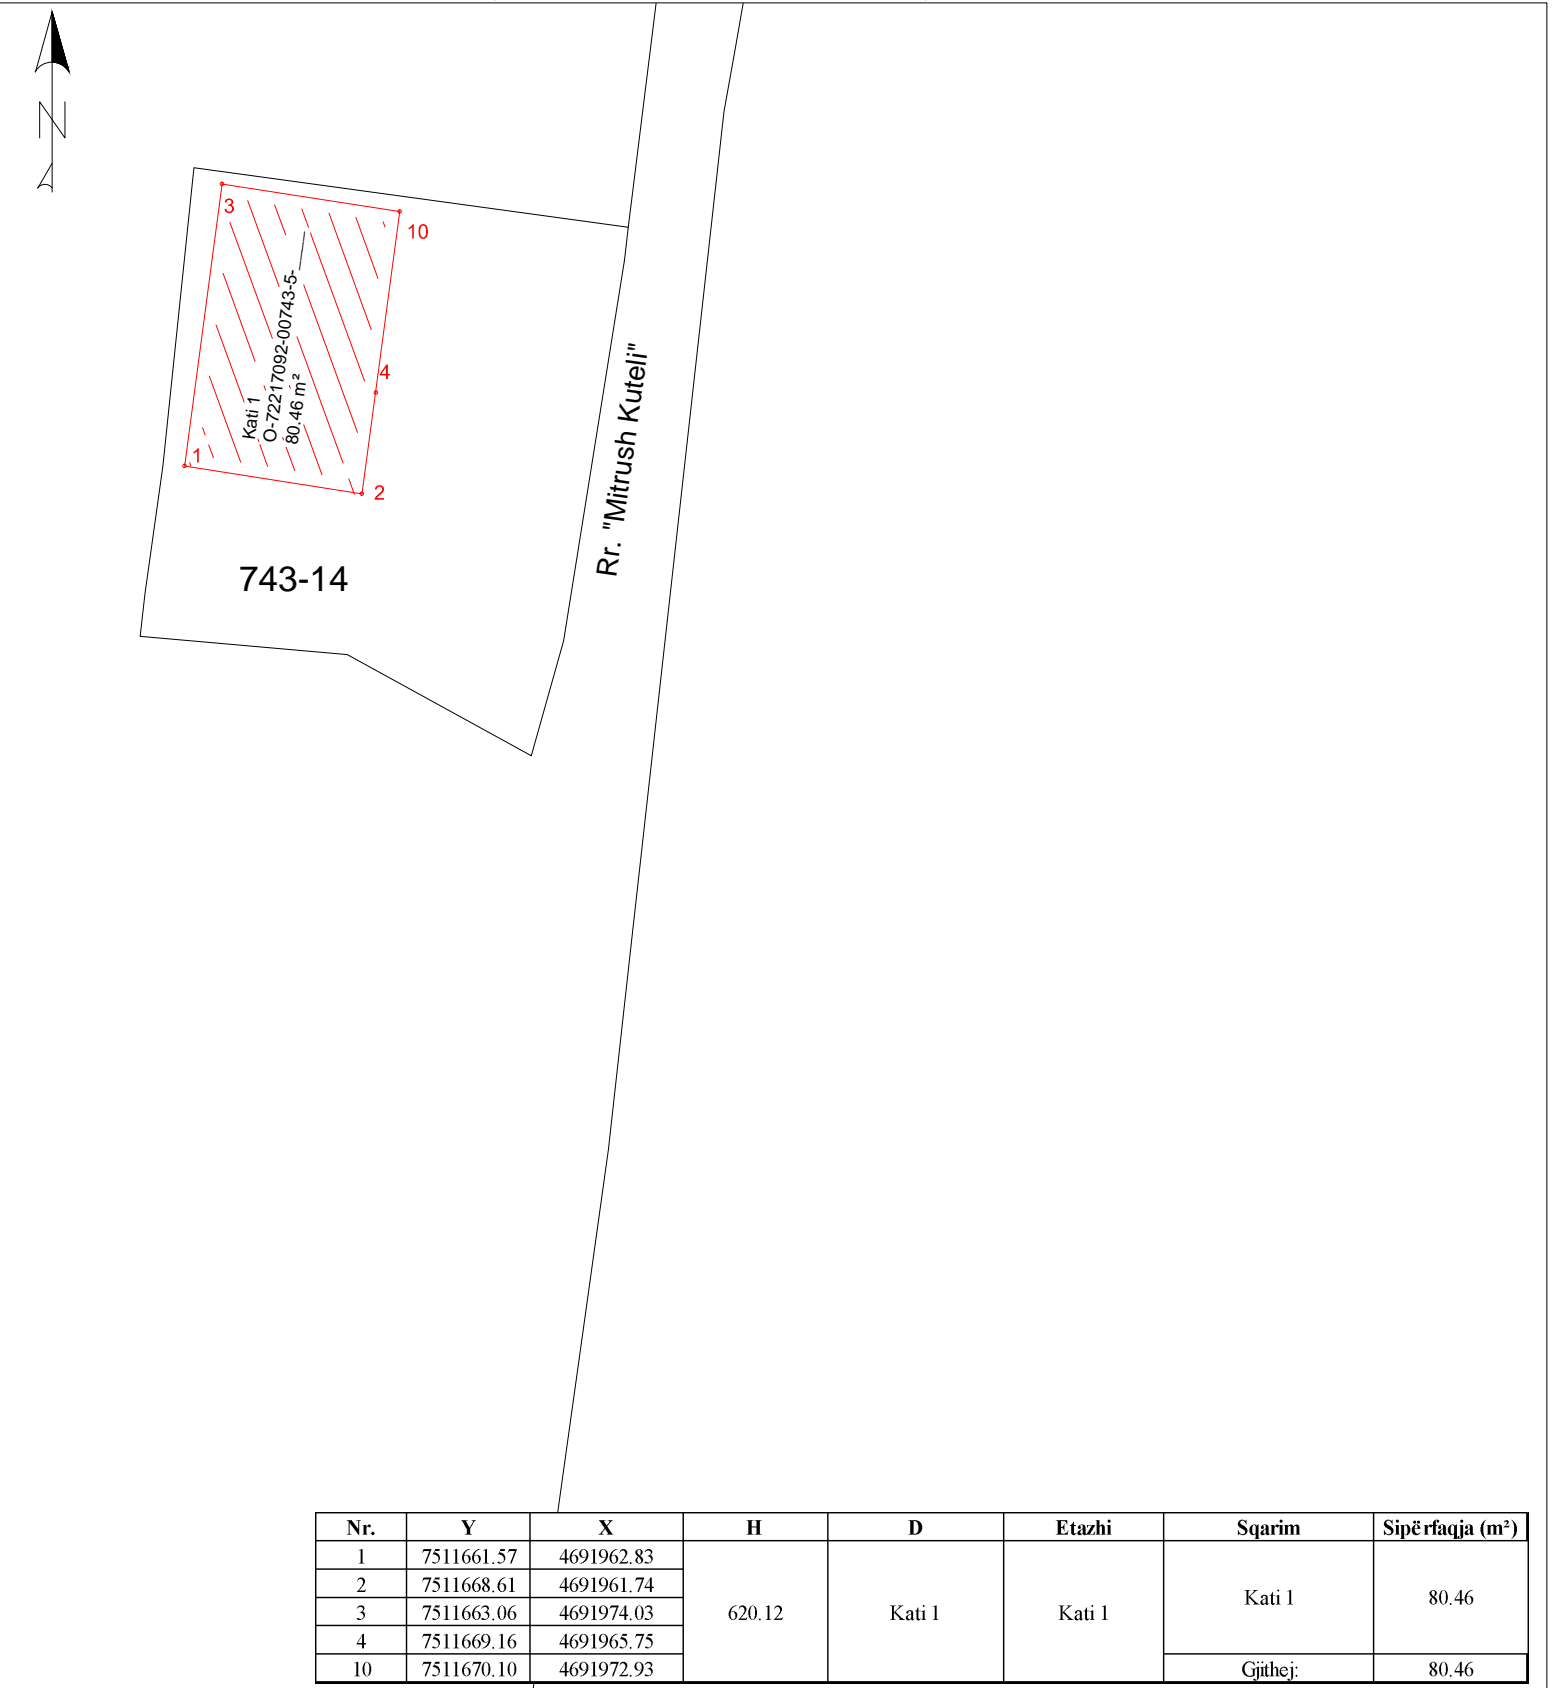 N
3
10
Kati 1
O-72217092-00743-5-
80.46 m²
4
1
2
743-14
Rr. "Mitrush Kuteli"
Nr. Y X H D Etazhi Sqarim Sipërfaqja (m²)
1 7511661.57 4691962.83
2 7511668.61 4691961.74
3 7511663.06 4691974.03 620.12 Kati 1 Kati 1 Kati 1 80.46
4 7511669.16 4691965.75
10 7511670.10 4691972.93 Gjithej: 80.46